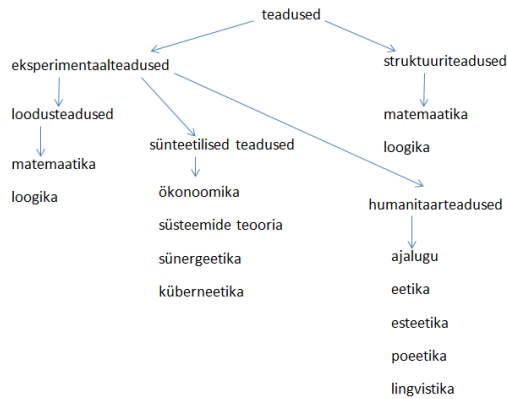 teadused
eksperimentaalteadused
struktuuriteadused
loodusteadused
matemaatika
loogika
sünteetilised teadused
matemaatika
loogika
ökonoomika
süsteemide teooria
sünergeetika
küberneetika
humanitaarteadused
ajalugu
eetika
esteetika
poeetika
lingvistika